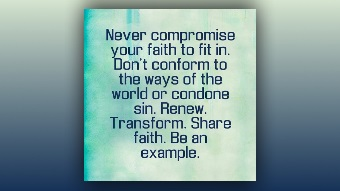 Never compromise
your faith to fit in.
Don't conform to
the ways of the
world or condone
sin. Renew.
Transform. Share
faith. Be an
example.